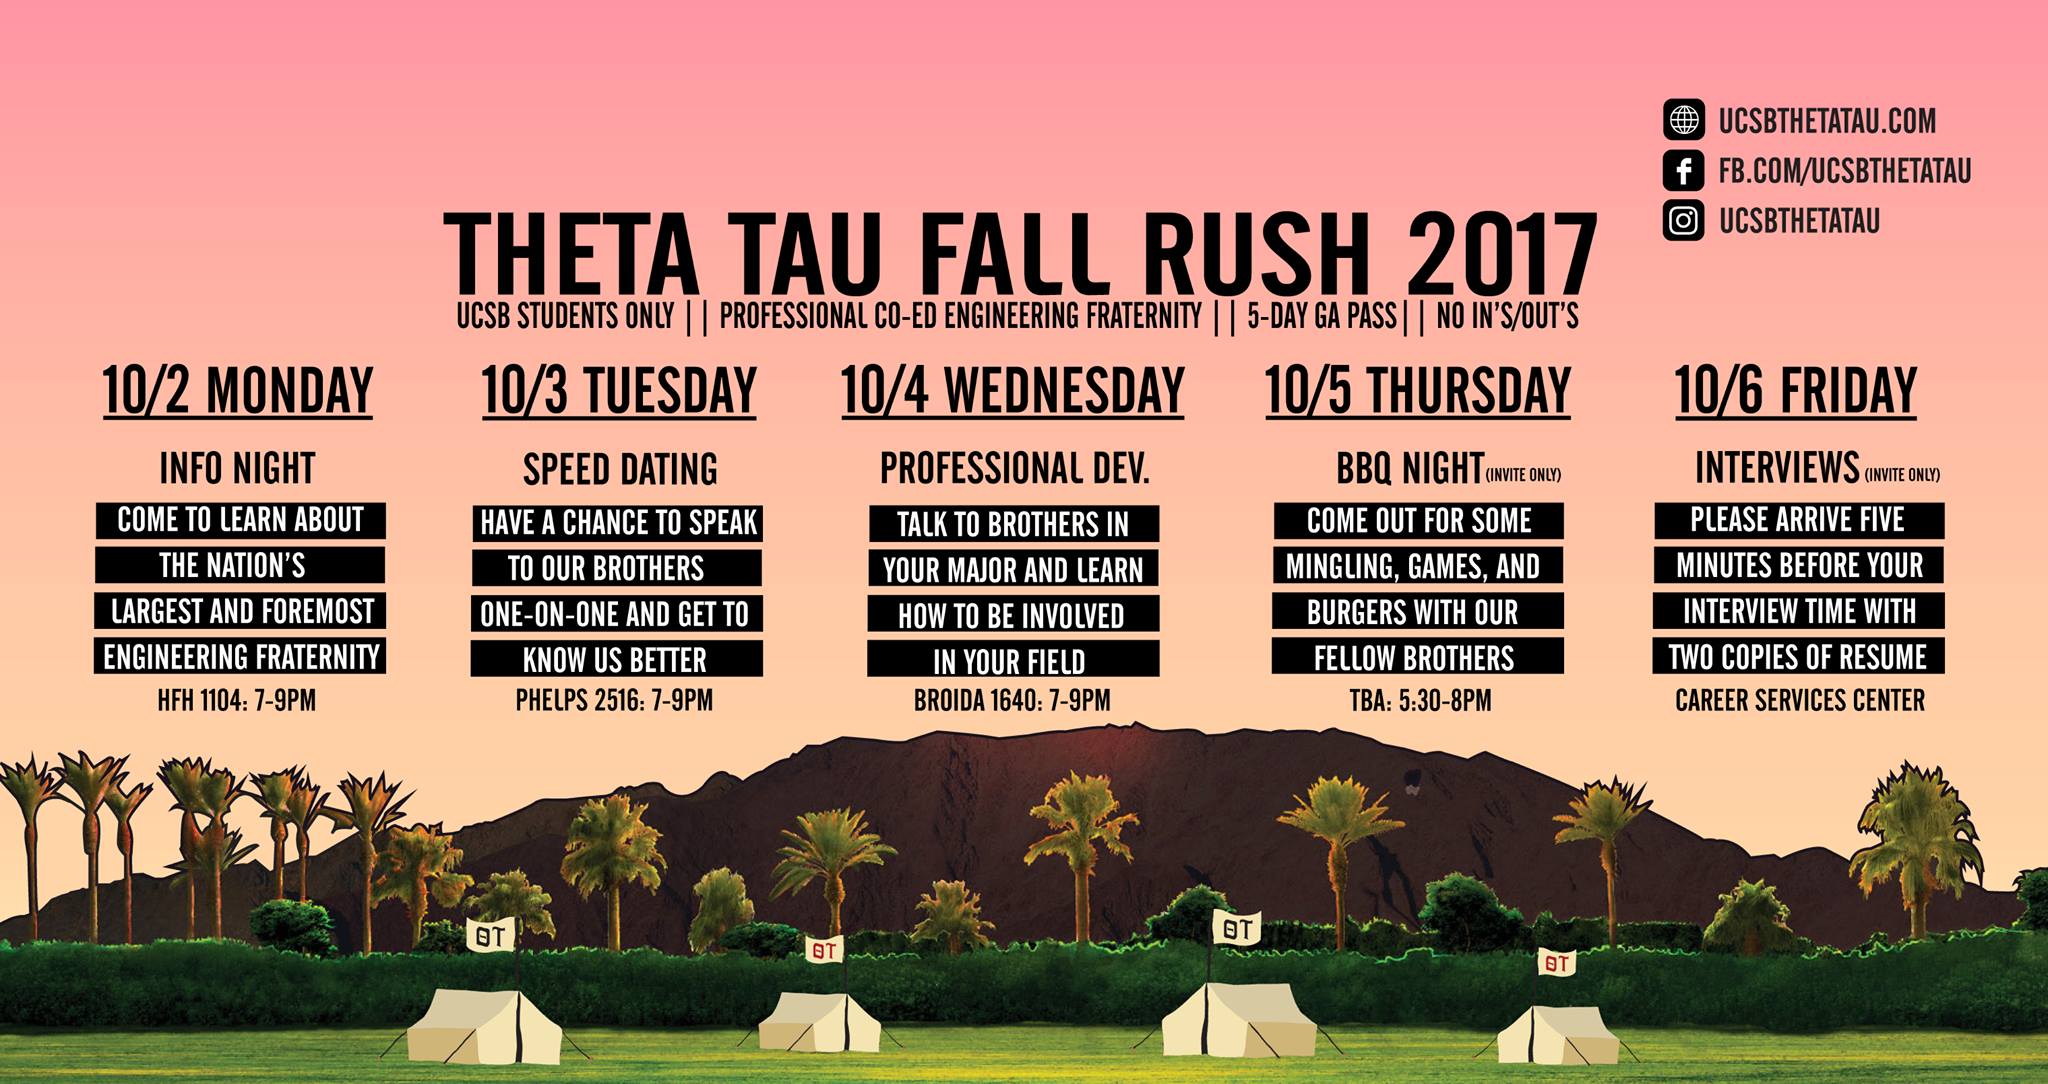 UCSBTHETATAU.COM
FB.COM/UCSBTHETATAU
UCSBTHETATAU
THETA TAU FALL RUSH 2017
UCSB STUDENTS ONLY || PROFESSIONAL CO-ED ENGINEERING FRATERNITY || 5-DAY GA PASS|| NO IN'S/OUT'S
10/2 MONDAY
INFO NIGHT
COME TO LEARN ABOUT
THE NATION'S
LARGEST AND FOREMOST
ENGINEERING FRATERNITY
HFH 1104: 7-9PM
10/3 TUESDAY
SPEED DATING
HAVE A CHANCE TO SPEAK
TO OUR BROTHERS
ONE-ON-ONE AND GET TO
KNOW US BETTER
PHELPS 2516: 7-9PM
10/4 WEDNESDAY
PROFESSIONAL DEV.
TALK TO BROTHERS IN
YOUR MAJOR AND LEARN
HOW TO BE INVOLVED
IN YOUR FIELD
BROIDA 1640: 7-9PM
10/5 THURSDAY
BBQ NIGHT (INVITE ONLY)
COME OUT FOR SOME
MINGLING, GAMES, AND
BURGERS WITH OUR
FELLOW BROTHERS
TBA: 5:30-8PM
10/6 FRIDAY
INTERVIEWS (INVITE ONLY)
PLEASE ARRIVE FIVE
MINUTES BEFORE YOUR
INTERVIEW TIME WITH
TWO COPIES OF RESUME
CAREER SERVICES CENTER
ΘΤ
ΘΤ
ΘΤ
ΘΤ